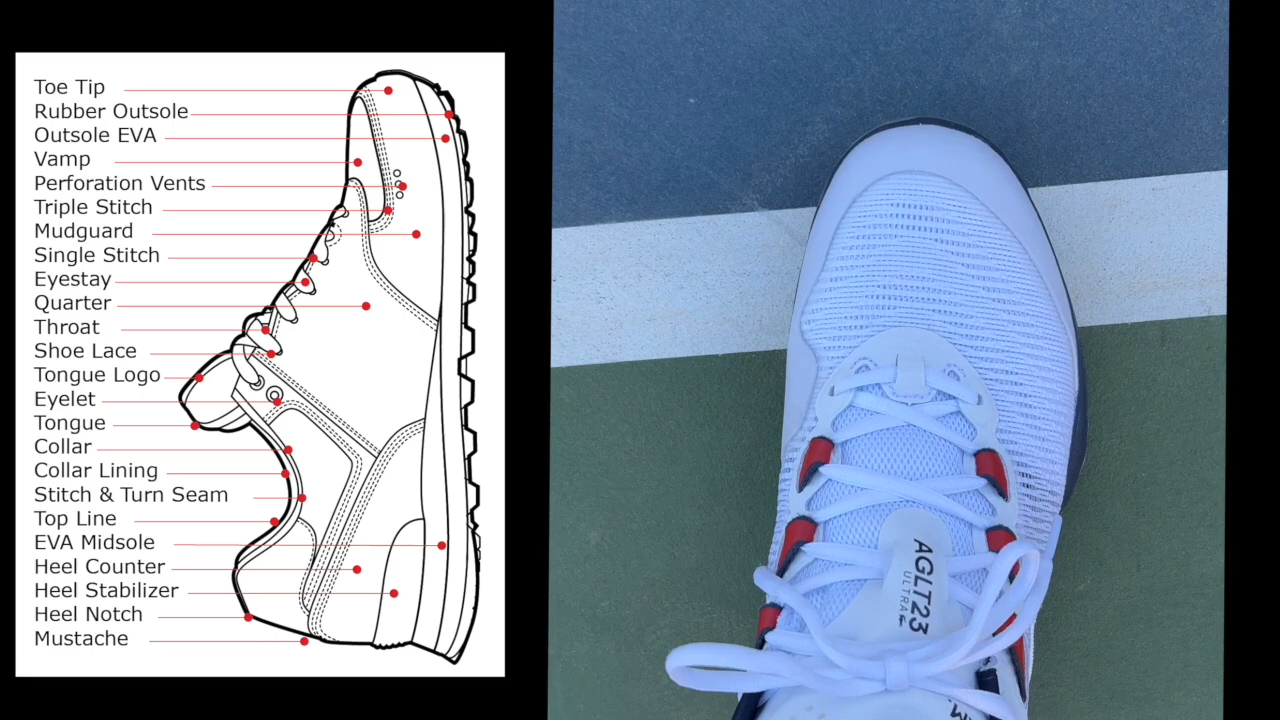 Toe Tip
Rubber Outsole
Outsole EVA
Vamp
Perforation Vents
Triple Stitch
Mudguard
Single Stitch
Eyestay
Quarter
Throat
Shoe Lace
Tongue Logo
Eyelet
Tongue
Collar
Collar Lining
Stitch & Turn Seam
Top Line
EVA Midsole
Heel Counter
Heel Stabilizer
Heel Notch
Mustache
AGLT23
ULTRA